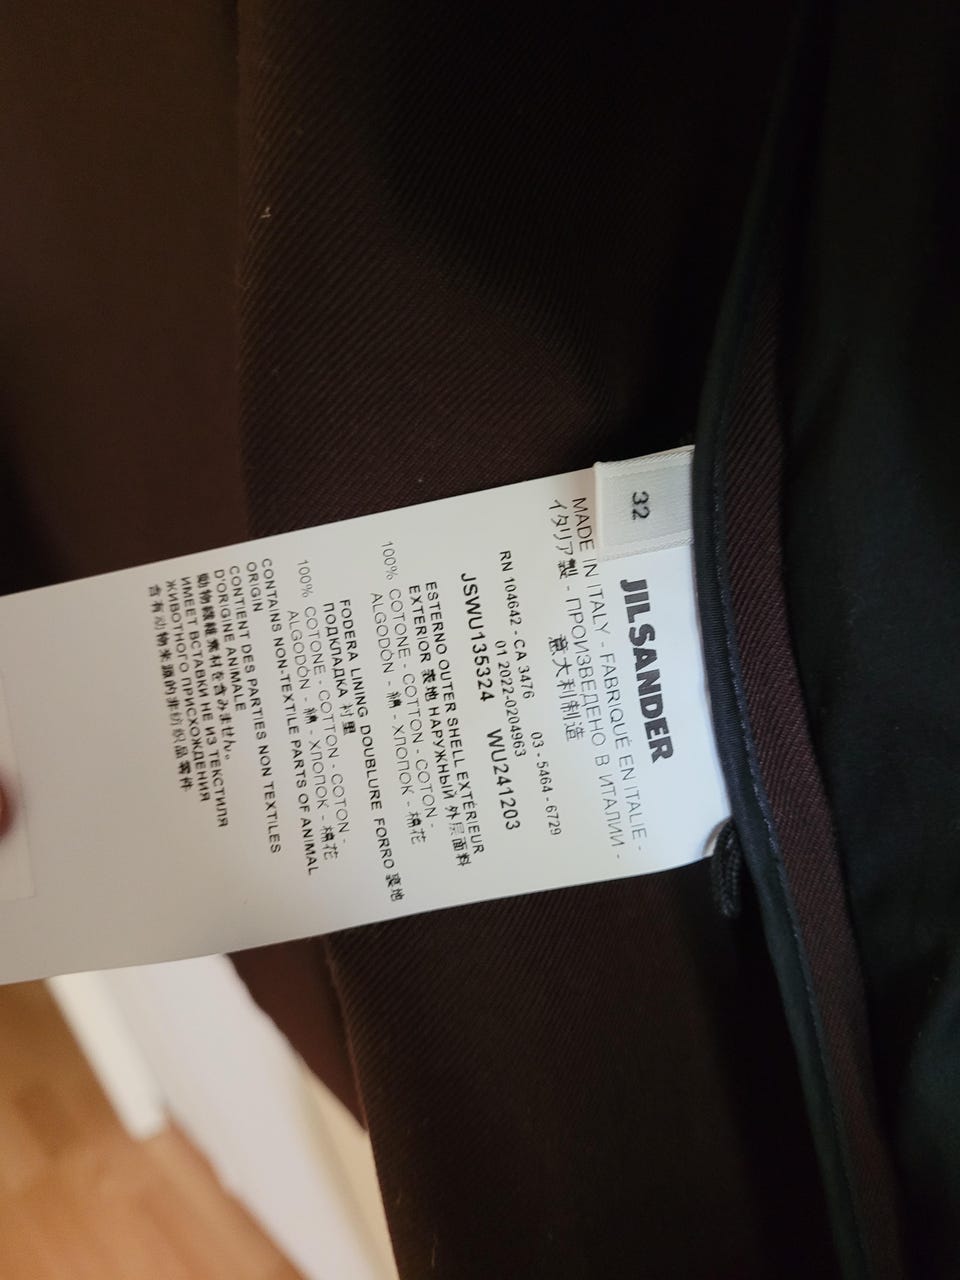 32
JIL SANDER
MADE IN ITALY - FABRIQUÉ EN ITALIE -
イタリア製 - ПРОИЗВЕДЕНО В ИТАЛИИ -
意大利制造
03 - 5464 - 6729
RN 104642 - CA 3476
01 2022-0204963
JSWU135324 WU241203
ESTERNO OUTER SHELL EXTÉRIEUR
EXTERIOR 表地 НАРУЖНЫЙ 外层面料
100% COTONE - COTTON - COTON -
ALGODÓN - 綿 - ХЛОПОК - 棉花
FODERA LINING DOUBLURE FORRO 裏地
ПОДКЛАДКА 衬里
100% COTONE - COTTON - COTON -
ALGODÓN - 綿 - ХЛОПОК - 棉花
CONTAINS NON-TEXTILE PARTS OF ANIMAL
ORIGIN
CONTIENT DES PARTIES NON TEXTILES
D'ORIGINE ANIMALE
動物繊維素材を含みません。
ИМЕЕТ ВСТАВКИ НЕ ИЗ ТЕКСТИЛЯ
ЖИВОТНОГО ПРОИСХОЖДЕНИЯ
含有动物来源的非纺织品零件